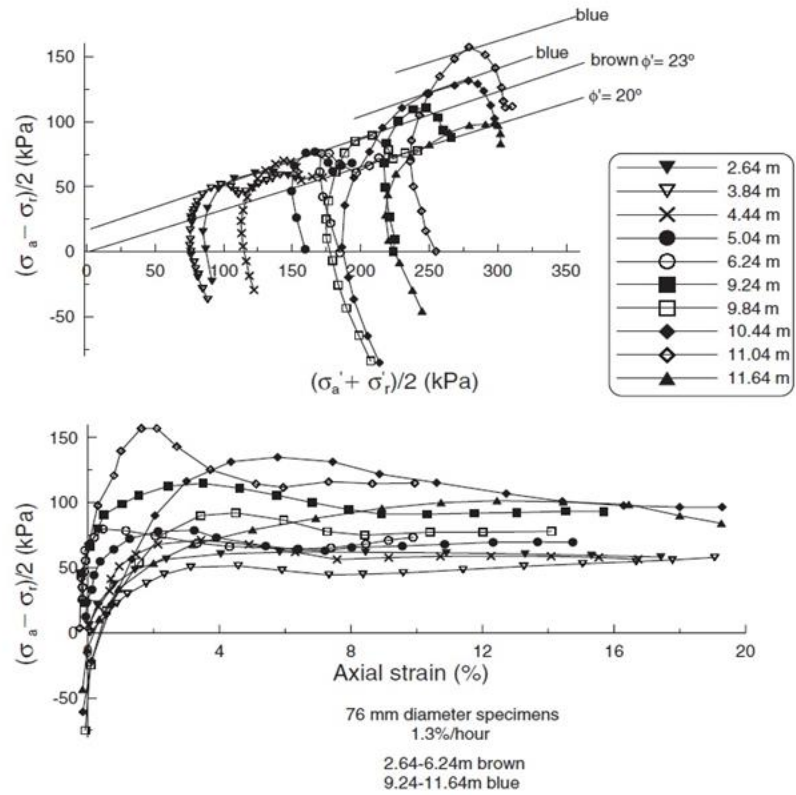 blue
blue
brown ϕ'= 23º
ϕ'= 20º
150
100
50
0
-50
0
50
100
150
200
250
300
350
(σa – σr)/2 (kPa)
(σa' + σr')/2 (kPa)
2.64 m
3.84 m
4.44 m
5.04 m
6.24 m
9.24 m
9.84 m
10.44 m
11.04 m
11.64 m
150
100
50
0
-50
4
8
12
16
20
(σa – σr)/2 (kPa)
Axial strain (%)
76 mm diameter specimens
1.3%/hour
2.64-6.24m brown
9.24-11.64m blue